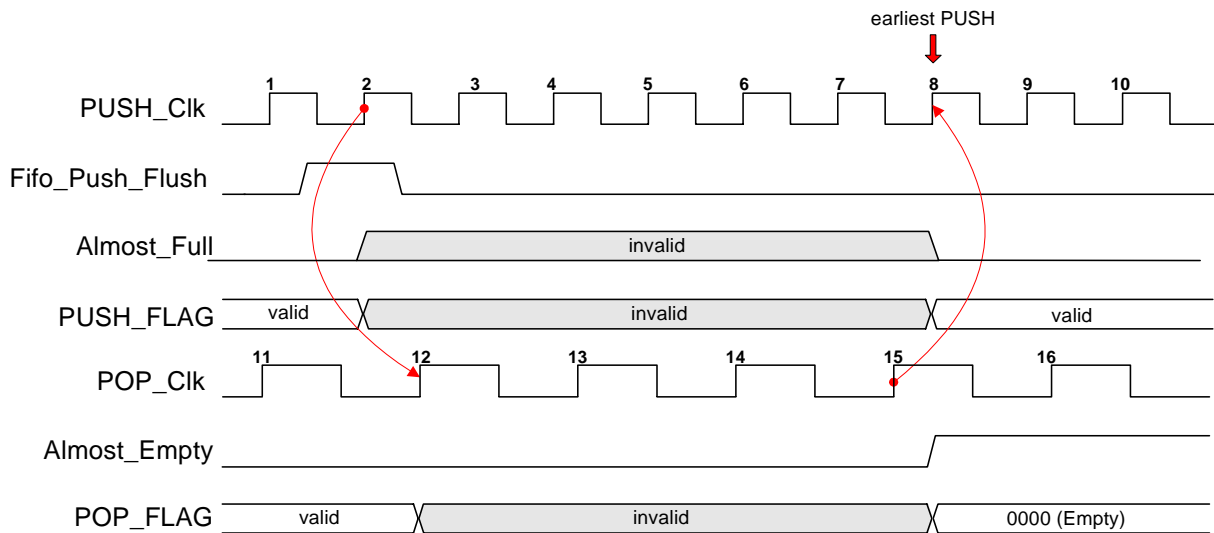 earliest PUSH
1 2 3 4 5 6 7 8 9 10
PUSH_Clk
Fifo_Push_Flush
Almost_Full
invalid
PUSH_FLAG
valid invalid valid
11 12 13 14 15 16
POP_Clk
Almost_Empty
POP_FLAG
valid invalid 0000 (Empty)